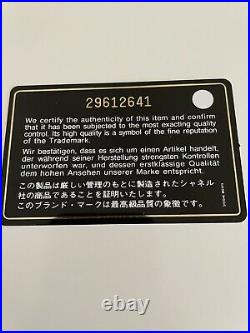 29612641
We certify the authenticity of this item and confirm
that it has been subjected to the most exacting quality
control. Its high quality is a symbol of the fine reputation
of the Trademark.
Wir bestätigen, dass es sich um einen Artikel handelt,
der während seiner Herstellung strengsten Kontrollen
unterworfen war, dessen erstklassige Qualität
dem hohen Ansehen unserer Marke entspricht.
この製品は厳しい管理のもとに製造されたシャネル
社の商品であることを証明いたします。
このブランド・マークは最高級品質の象徴です。